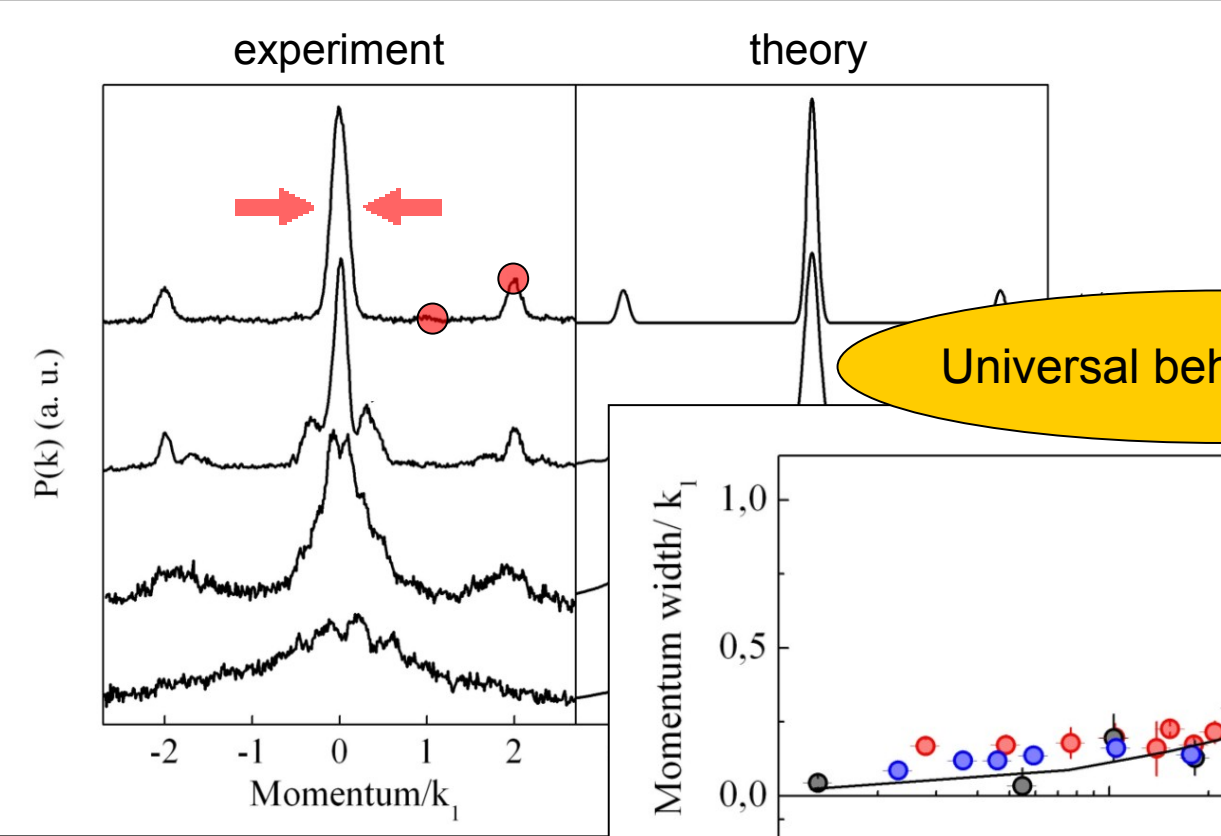 experiment
theory
Universal beh
P(k) (a. u.)
-2 -1 0 1 2
Momentum/k1
Momentum width/ k1
1,0
0,5
0,0